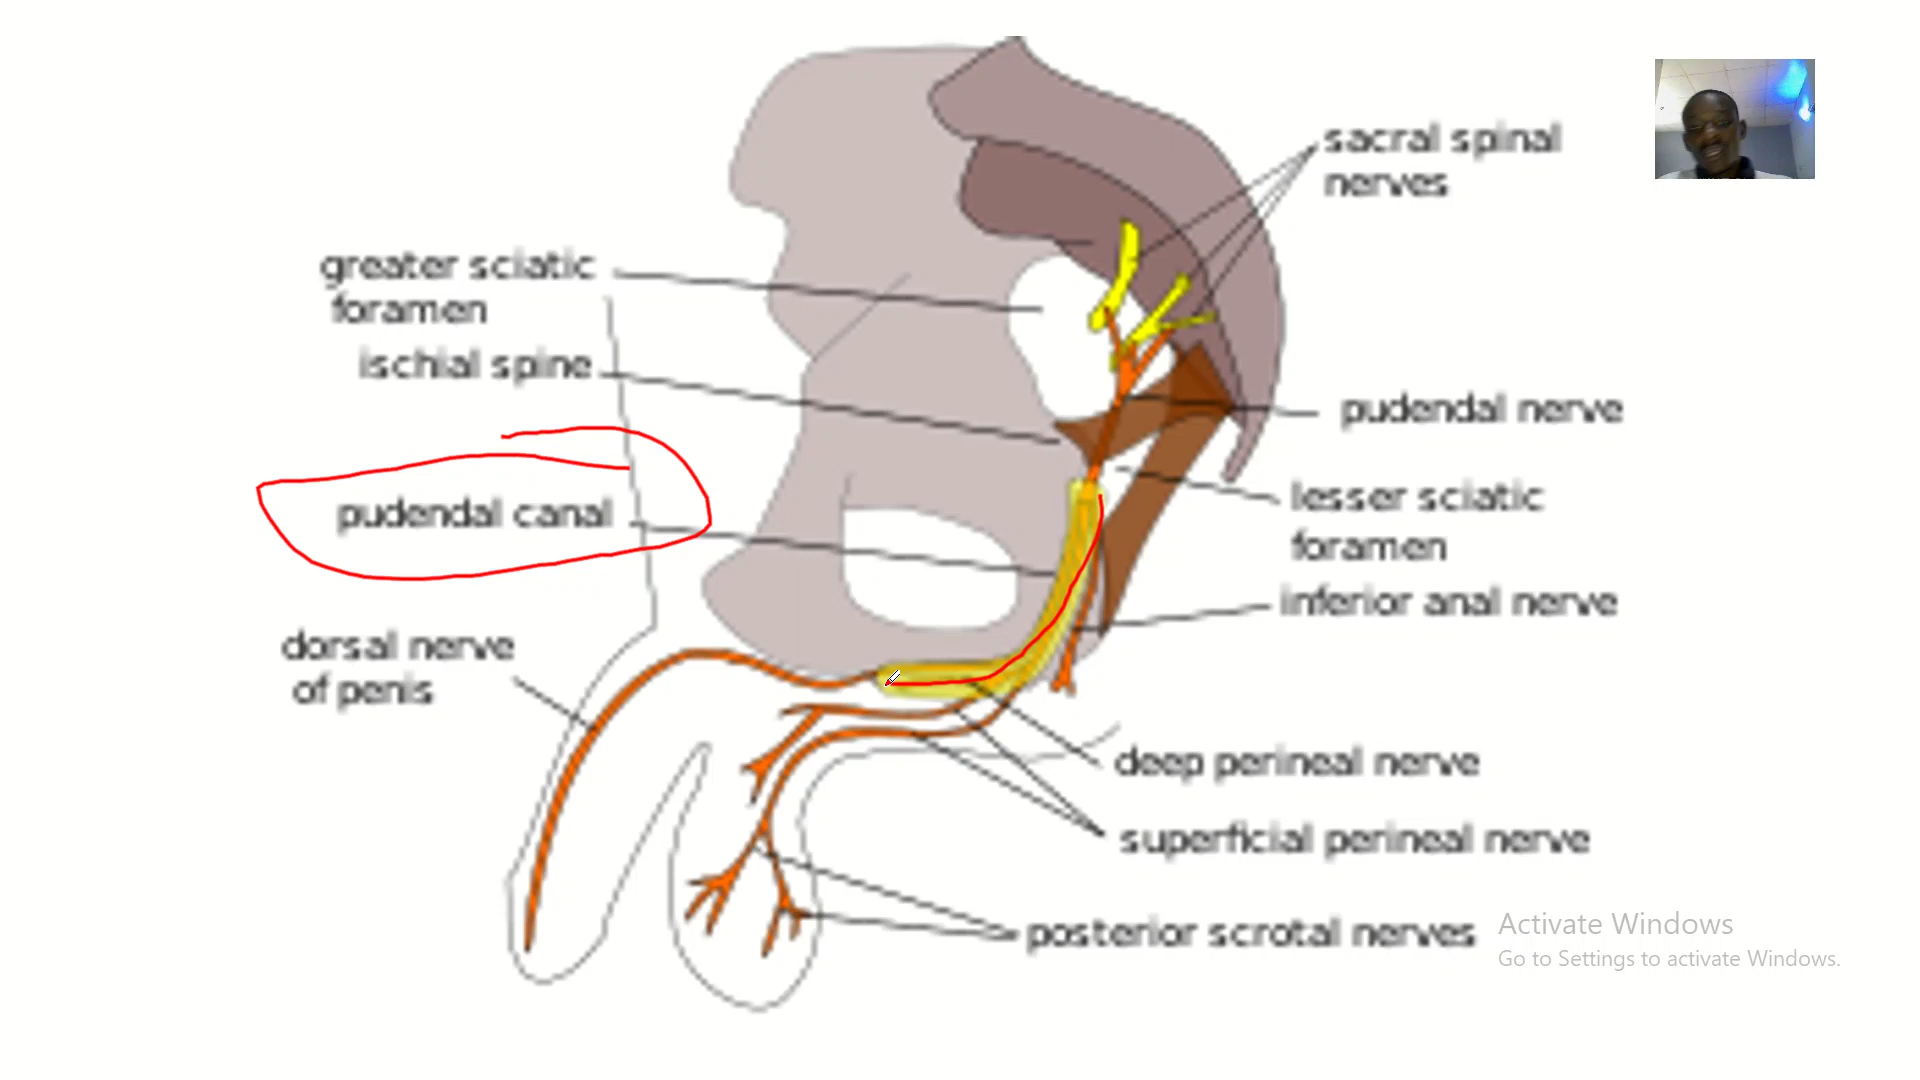 sacral spinal
nerves
greater sciatic
foramen
ischial spine
pudendal nerve
pudendal canal
lesser sciatic
foramen
inferior anal nerve
dorsal nerve
of penis
deep perineal nerve
superficial perineal nerve
posterior scrotal nerves
Activate Windows
Go to Settings to activate Windows.